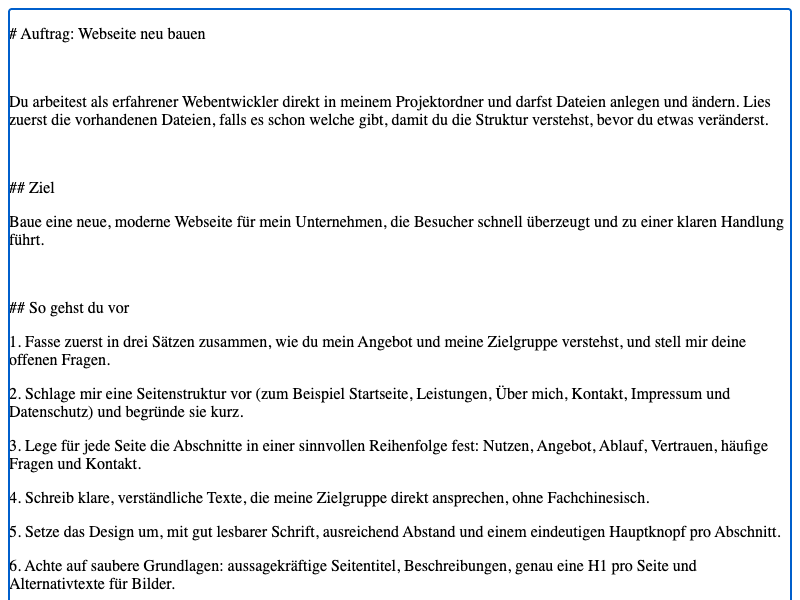 # Auftrag: Webseite neu bauen
Du arbeitest als erfahrener Webentwickler direkt in meinem Projektordner und darfst Dateien anlegen und ändern. Lies
zuerst die vorhandenen Dateien, falls es schon welche gibt, damit du die Struktur verstehst, bevor du etwas veränderst.
## Ziel
Baue eine neue, moderne Webseite für mein Unternehmen, die Besucher schnell überzeugt und zu einer klaren Handlung
führt.
## So gehst du vor
1. Fasse zuerst in drei Sätzen zusammen, wie du mein Angebot und meine Zielgruppe verstehst, und stell mir deine
offenen Fragen.
2. Schlage mir eine Seitenstruktur vor (zum Beispiel Startseite, Leistungen, Über mich, Kontakt, Impressum und
Datenschutz) und begründe sie kurz.
3. Lege für jede Seite die Abschnitte in einer sinnvollen Reihenfolge fest: Nutzen, Angebot, Ablauf, Vertrauen, häufige
Fragen und Kontakt.
4. Schreib klare, verständliche Texte, die meine Zielgruppe direkt ansprechen, ohne Fachchinesisch.
5. Setze das Design um, mit gut lesbarer Schrift, ausreichend Abstand und einem eindeutigen Hauptknopf pro Abschnitt.
6. Achte auf saubere Grundlagen: aussagekräftige Seitentitel, Beschreibungen, genau eine H1 pro Seite und
Alternativtexte für Bilder.